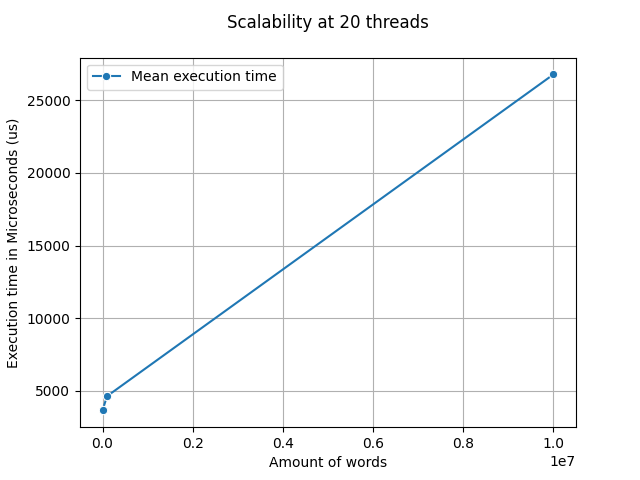 Scalability at 20 threads
Mean execution time
Execution time in Microseconds (us)
25000
20000
15000
10000
5000
0.0 0.2 0.4 0.6 0.8 1.0
1e7
Amount of words